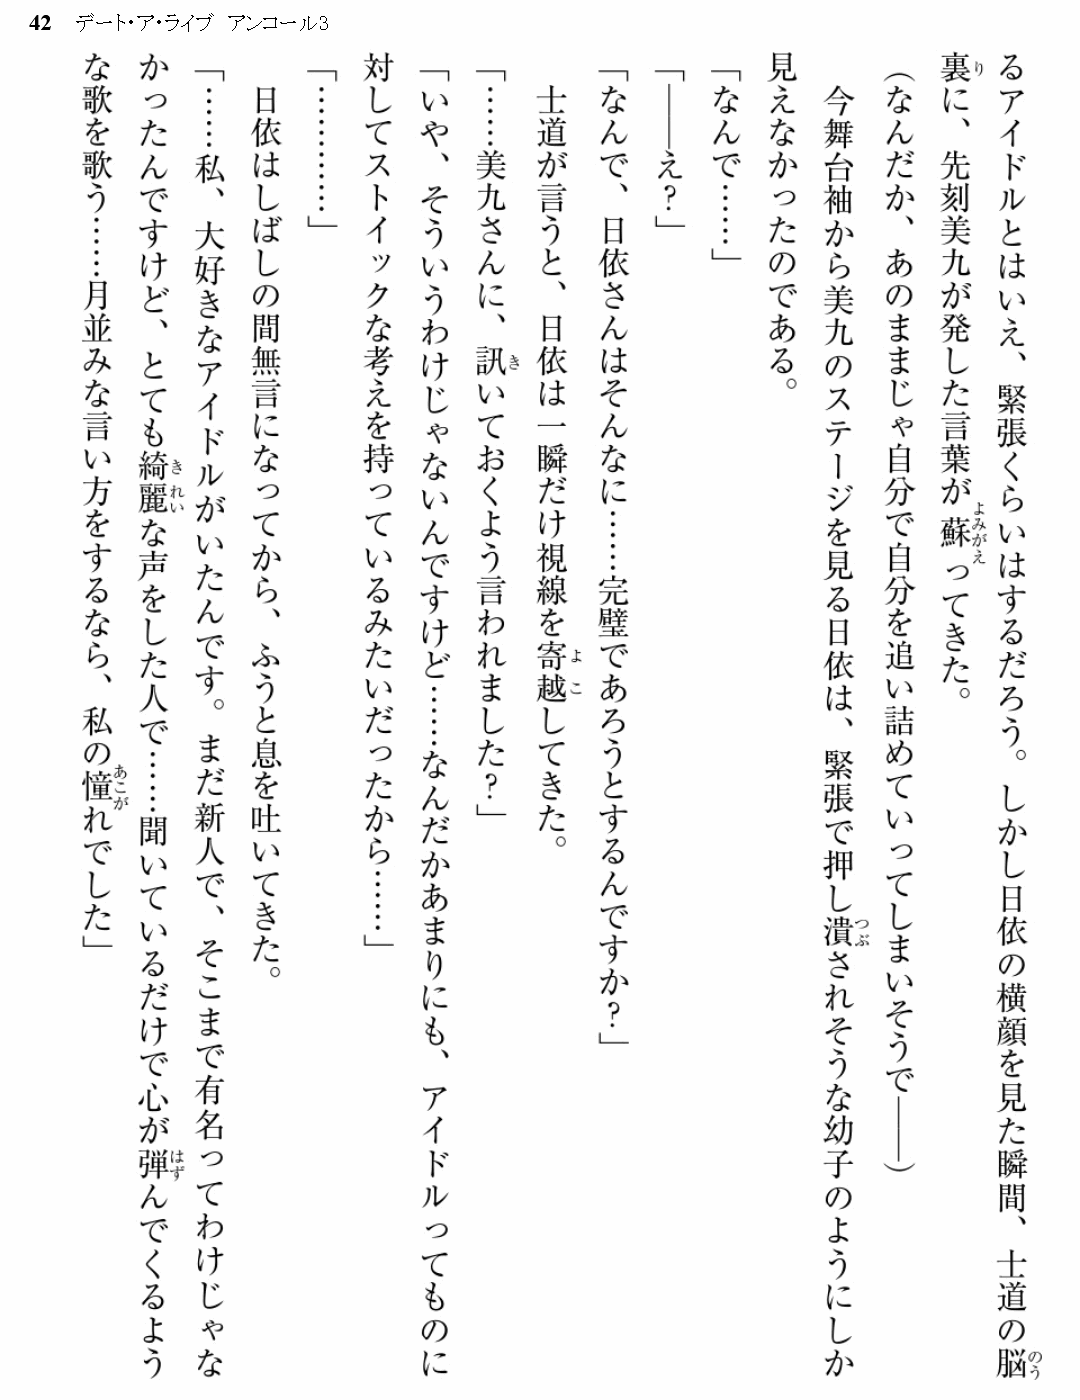 42 デート・ア・ライブ アンコール3
るアイドルとはいえ、緊張くらいはするだろう。しかし日依の横顔を見た瞬間、士道の脳
裏に、先刻美九が発した言葉が蘇ってきた。
(なんだか、あのままじゃ自分で自分を追い詰めていってしまいそうで――)
今舞台袖から美九のステージを見る日依は、緊張で押し潰されそうな幼子のようにしか
見えなかったのである。
「なんで……」
「――え?」
「なんで、日依さんはそんなに……完璧であろうとするんですか?」
士道が言うと、日依は一瞬だけ視線を寄越してきた。
「……美九さんに、訊いておくよう言われました?」
「いや、そういうわけじゃないんですけど……なんだかあまりにも、アイドルってものに
対してストイックな考えを持っているみたいだったから……」
「…………」
日依はしばしの間無言になってから、ふうと息を吐いてきた。
「……私、大好きなアイドルがいたんです。まだ新人で、そこまで有名ってわけじゃな
かったんですけど、とても綺麗な声をした人で……聞いているだけで心が弾んでくるよう
な歌を歌う……月並みな言い方をするなら、私の憧れでした」